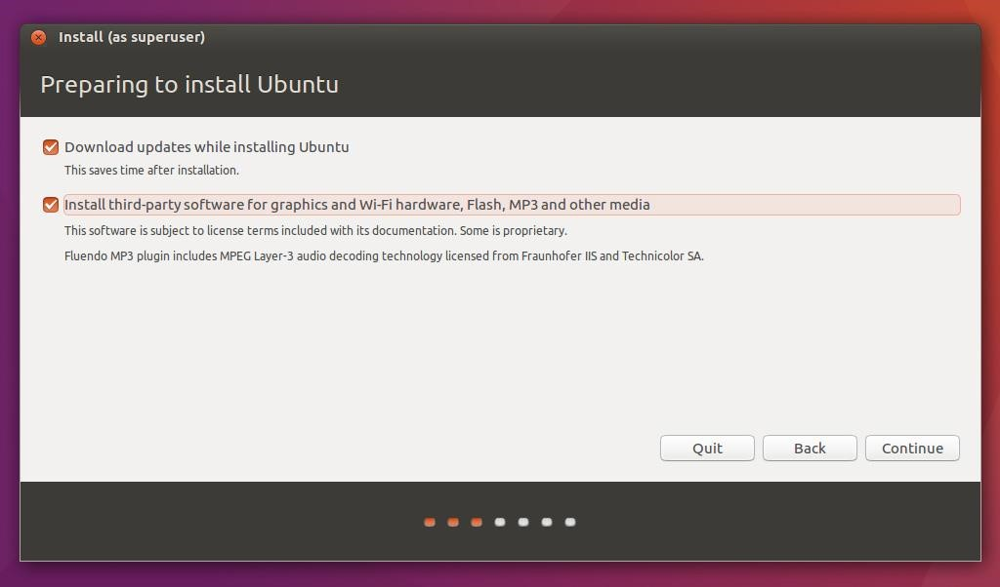 Install (as superuser)
Preparing to install Ubuntu
Download updates while installing Ubuntu
This saves time after installation.
Install third-party software for graphics and Wi-Fi hardware, Flash, MP3 and other media
This software is subject to license terms included with its documentation. Some is proprietary.
Fluendo MP3 plugin includes MPEG Layer-3 audio decoding technology licensed from Fraunhofer IIS and Technicolor SA.
Quit
Back
Continue